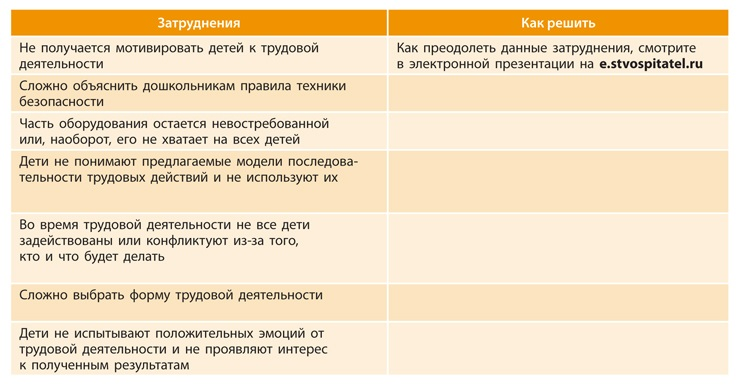 Затруднения
Как решить
Не получается мотивировать детей к трудовой
деятельности
Как преодолеть данные затруднения, смотрите
в электронной презентации на e.stvospitatel.ru
Сложно объяснить дошкольникам правила техники
безопасности
Часть оборудования остается невостребованной
или, наоборот, его не хватает на всех детей
Дети не понимают предлагаемые модели последова-
тельности трудовых действий и не используют их
Во время трудовой деятельности не все дети
задействованы или конфликтуют из-за того,
кто и что будет делать
Сложно выбрать форму трудовой деятельности
Дети не испытывают положительных эмоций от
трудовой деятельности и не проявляют интерес
к полученным результатам